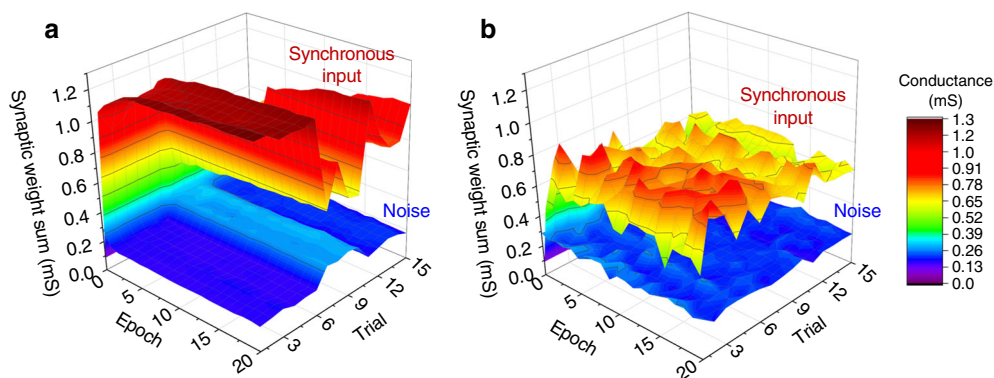 a
Synchronous
input
Noise
Synaptic weight sum (mS)
1.2
1.0
0.8
0.6
0.4
0.2
0.0
0
5
10
15
20
Epoch
3
6
9
12
15
Trial
b
Synchronous
input
Noise
Synaptic weight sum (mS)
1.2
1.0
0.8
0.6
0.4
0.2
0.0
0
5
10
15
20
Epoch
3
6
9
12
15
Trial
Conductance
(mS)
1.3
1.2
1.0
0.91
0.78
0.65
0.52
0.39
0.26
0.13
0.0